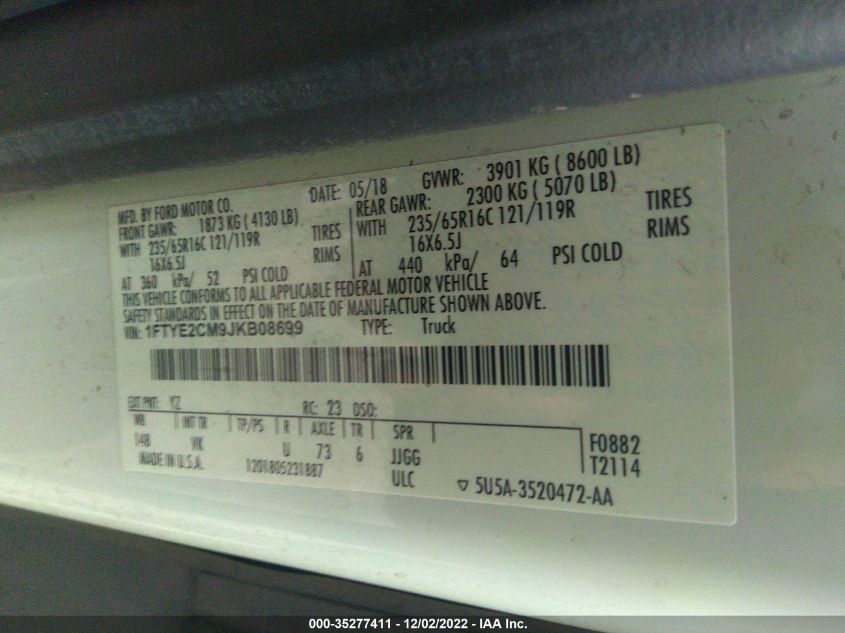 MFD. BY FORD MOTOR CO. DATE: 05/18 GVWR: 3901 KG ( 8600 LB)
FRONT GAWR: 1873 KG ( 4130 LB) REAR GAWR: 2300 KG ( 5070 LB)
WITH 235/65R16C 121/119R TIRES WITH 235/65R16C 121/119R TIRES
16X6.5J RIMS 16X6.5J RIMS
AT 360 kPa/ 52 PSI COLD AT 440 kPa/ 64 PSI COLD
THIS VEHICLE CONFORMS TO ALL APPLICABLE FEDERAL MOTOR VEHICLE
SAFETY STANDARDS IN EFFECT ON THE DATE OF MANUFACTURE SHOWN ABOVE.
VIN: 1FTYE2CM9JKB08699 TYPE: Truck
EXT PNT: YZ RC: 23 DSO:
WB INT TR TP/PS R AXLE TR SPR
148 VK U 73 6 JJGG F0882
MADE IN U.S.A. 1201805231887 ULC T2114
5U5A-3520472-AA
000-35277411 - 12/02/2022 - IAA Inc.